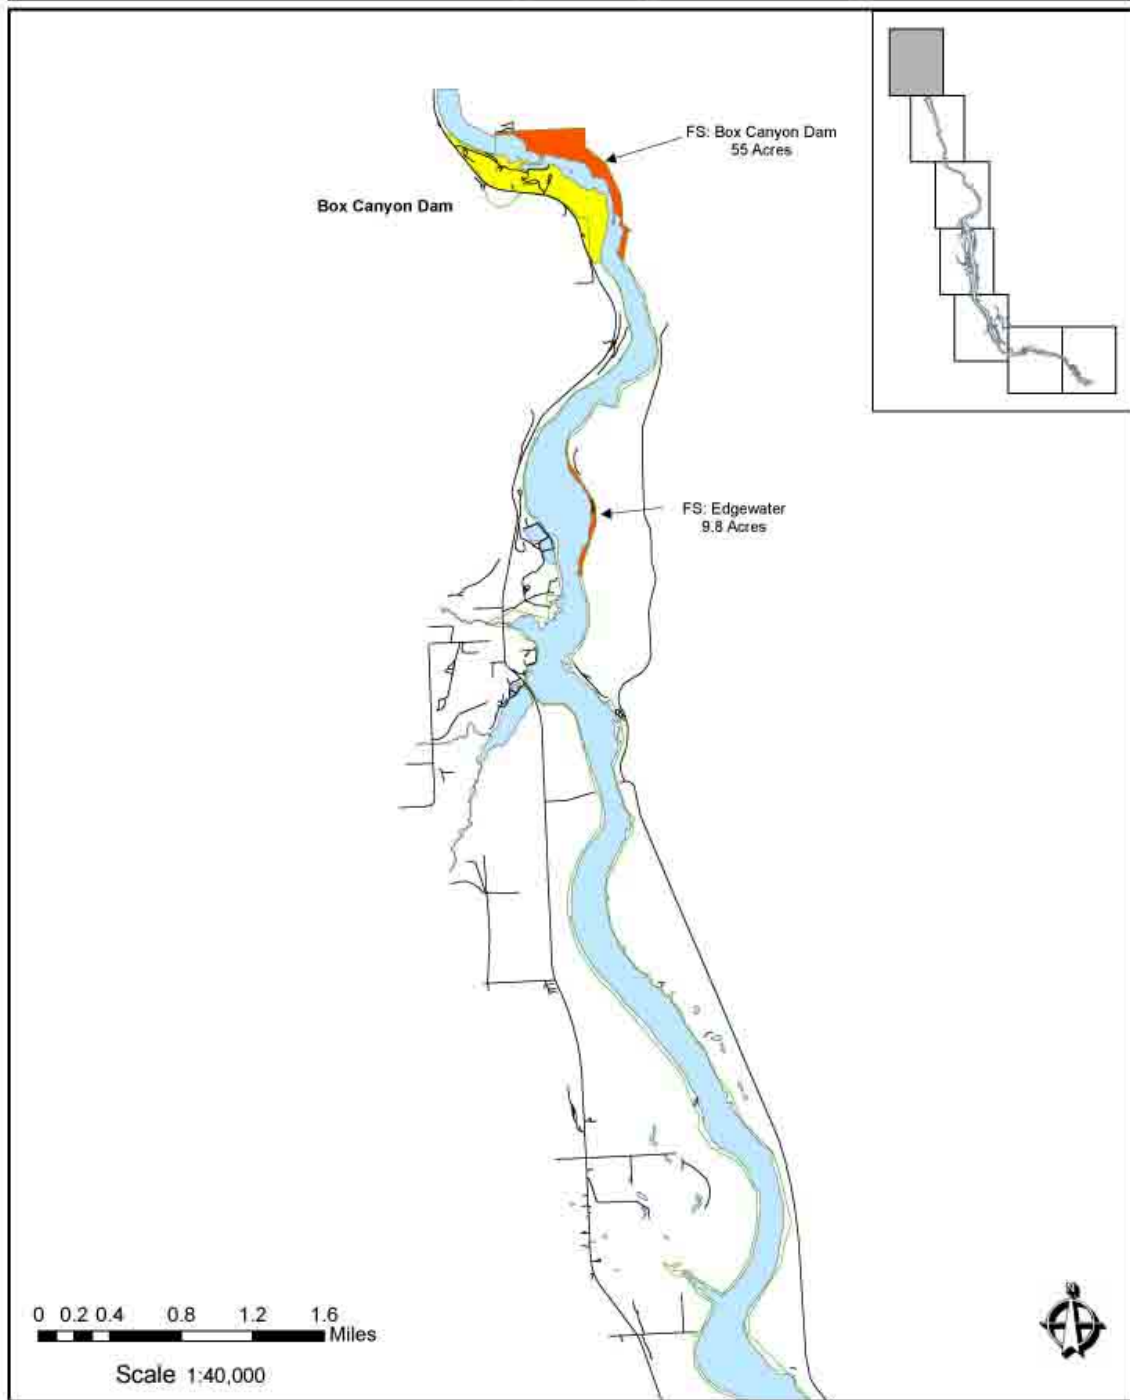 FS: Box Canyon Dam
55 Acres
Box Canyon Dam
FS: Edgewater
9.8 Acres
0 0.2 0.4 0.8 1.2 1.6
Miles
Scale 1:40,000